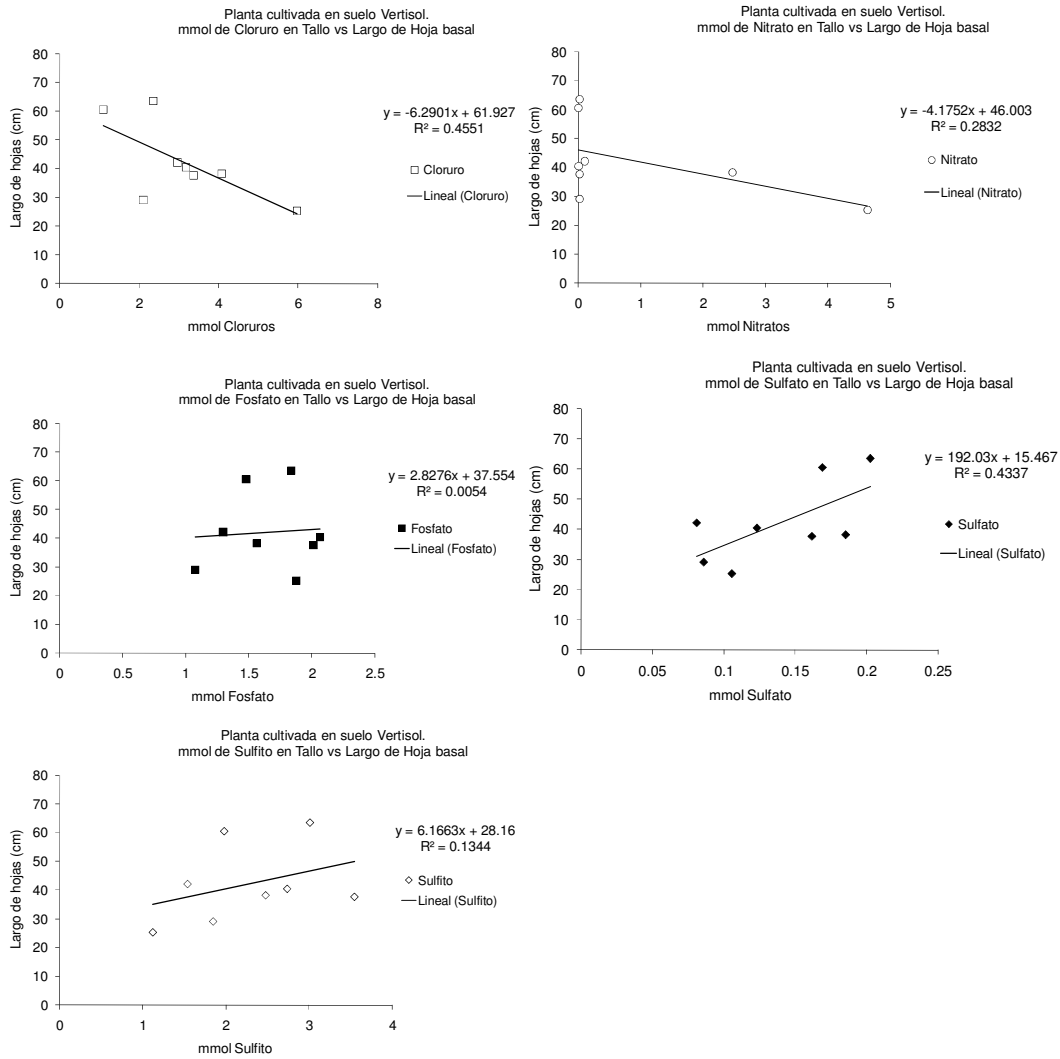 Planta cultivada en suelo Vertisol.
mmol de Cloruro en Tallo vs Largo de Hoja basal
80
70
60
50
40
30
20
10
0
Largo de hojas (cm)
y = -6.2901x + 61.927
R² = 0.4551
Cloruro
Lineal (Cloruro)
0 2 4 6 8
mmol Cloruros
Planta cultivada en suelo Vertisol.
mmol de Nitrato en Tallo vs Largo de Hoja basal
80
70
60
50
40
30
20
10
0
Largo de hojas (cm)
y = -4.1752x + 46.003
R² = 0.2832
Nitrato
Lineal (Nitrato)
0 1 2 3 4 5
mmol Nitratos
Planta cultivada en suelo Vertisol.
mmol de Fosfato en Tallo vs Largo de Hoja basal
80
70
60
50
40
30
20
10
0
Largo de hojas (cm)
y = 2.8276x + 37.554
R² = 0.0054
Fosfato
Lineal (Fosfato)
0 0.5 1 1.5 2 2.5
mmol Fosfato
Planta cultivada en suelo Vertisol.
mmol de Sulfato en Tallo vs Largo de Hoja basal
80
70
60
50
40
30
20
10
0
Largo de hojas (cm)
y = 192.03x + 15.467
R² = 0.4337
Sulfato
Lineal (Sulfato)
0 0.05 0.1 0.15 0.2 0.25
mmol Sulfato
Planta cultivada en suelo Vertisol.
mmol de Sulfito en Tallo vs Largo de Hoja basal
80
70
60
50
40
30
20
10
0
Largo de hojas (cm)
y = 6.1663x + 28.16
R² = 0.1344
Sulfito
Lineal (Sulfito)
0 1 2 3 4
mmol Sulfito